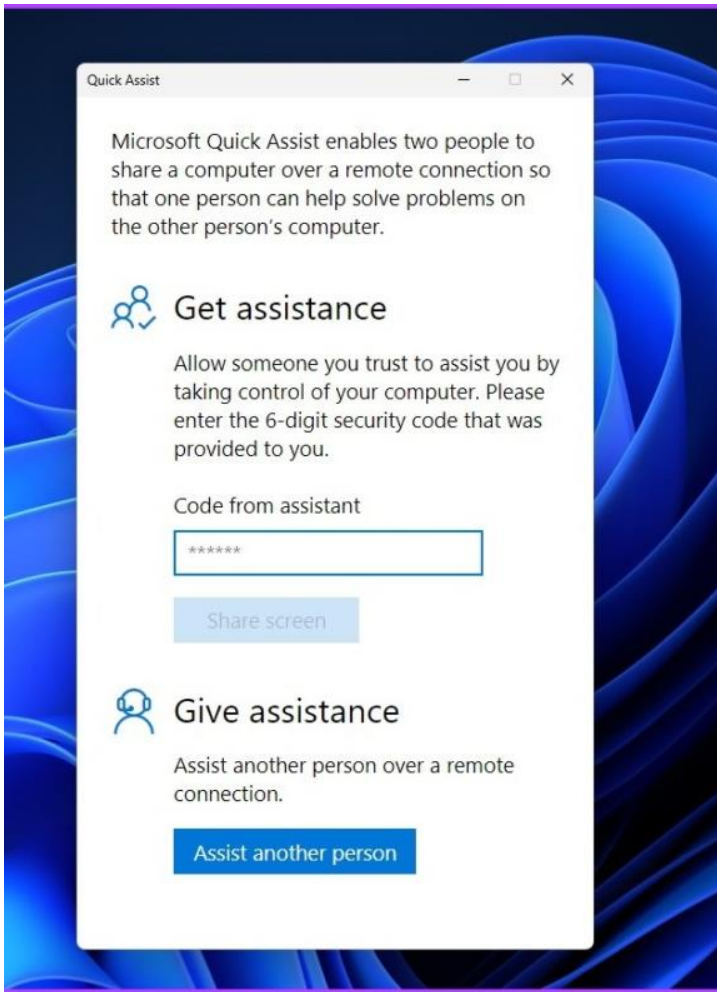 Quick Assist
Microsoft Quick Assist enables two people to
share a computer over a remote connection so
that one person can help solve problems on
the other person's computer.
Get assistance
Allow someone you trust to assist you by
taking control of your computer. Please
enter the 6-digit security code that was
provided to you.
Code from assistant
******
Share screen
Give assistance
Assist another person over a remote
connection.
Assist another person